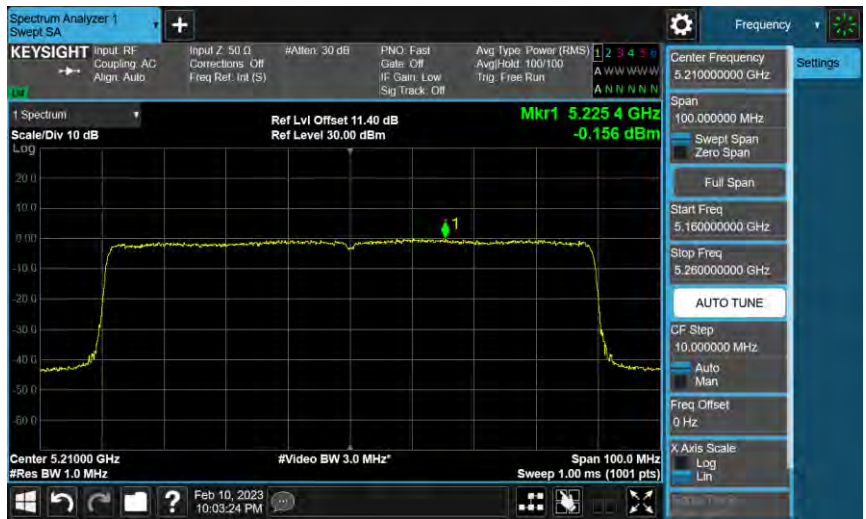 Spectrum Analyzer 1
Swept SA
+
Frequency
KEYSIGHT Input: RF
Coupling: AC
Align: Auto
Input Z: 50 Ω
Corrections: Off
Freq Ref: Int (S)
#Atten: 30 dB
PNO: Fast
Gate: Off
IF Gain: Low
Sig Track: Off
Avg Type: Power (RMS)
Avg|Hold: 100/100
Trig: Free Run
1 2 3 4 5 6
A W W W W W
A N N N N N
1 Spectrum
Scale/Div 10 dB
Log
Ref Lvl Offset 11.40 dB
Ref Level 30.00 dBm
Mkr1 5.225 4 GHz
-0.156 dBm
20.0
10.0
0.00
-10.0
-20.0
-30.0
-40.0
-50.0
-60.0
1
Center 5.21000 GHz
#Res BW 1.0 MHz
#Video BW 3.0 MHz*
Span 100.0 MHz
Sweep 1.00 ms (1001 pts)
Feb 10, 2023
10:03:24 PM
?
Center Frequency
5.210000000 GHz
Settings
Span
100.000000 MHz
Swept Span
Zero Span
Full Span
Start Freq
5.160000000 GHz
Stop Freq
5.260000000 GHz
AUTO TUNE
CF Step
10.000000 MHz
Auto
Man
Freq Offset
0 Hz
X Axis Scale
Log
Lin